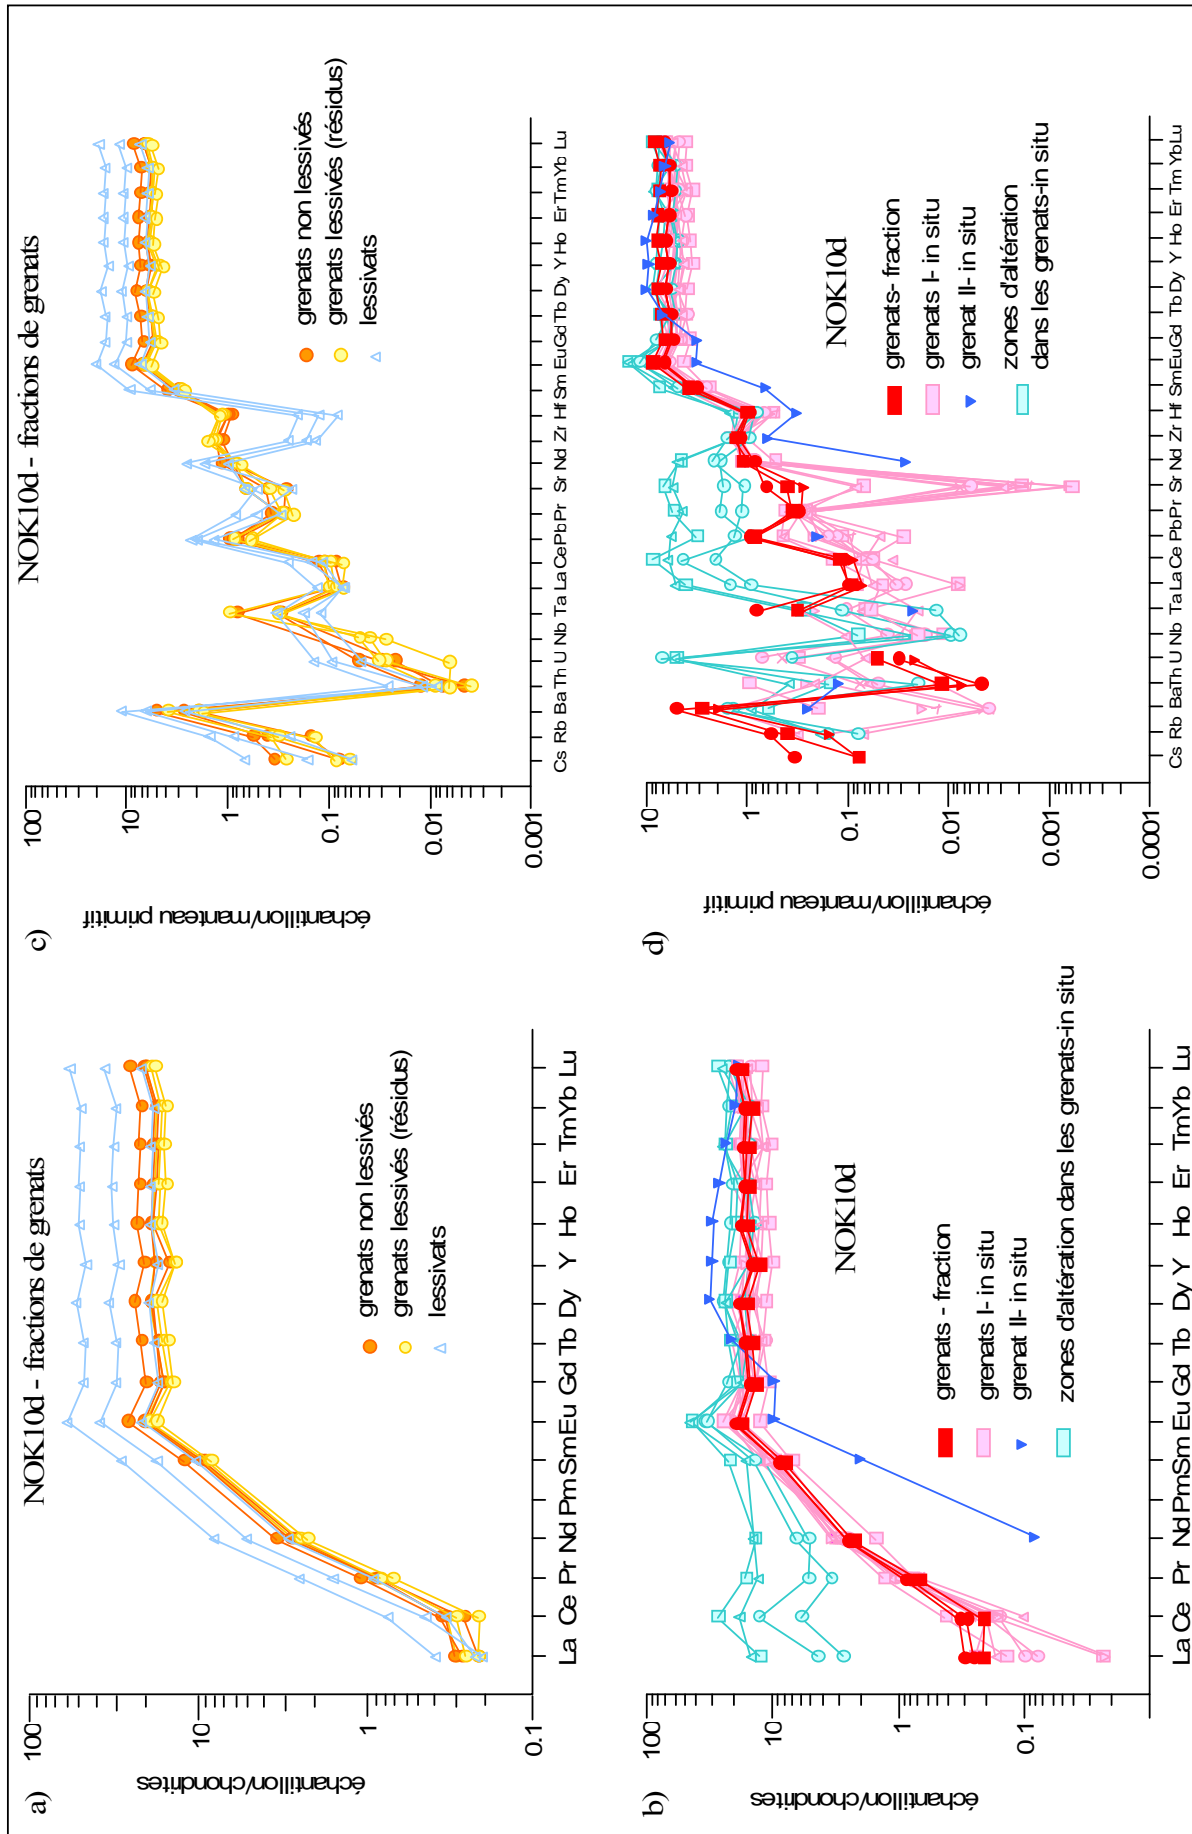 a)
NOK10d - fractions de grenats
échantillon/chondrites
100
10
1
0.1
La Ce Pr Nd Pm Sm Eu Gd Tb Dy Y Ho Er Tm Yb Lu
grenats non lessivés
grenats lessivés (résidus)
lessivats
b)
NOK10d
échantillon/chondrites
100
10
1
0.1
La Ce Pr Nd Pm Sm Eu Gd Tb Dy Y Ho Er Tm Yb Lu
grenats - fraction
grenats I- in situ
grenat II- in situ
zones d'altération dans les grenats-in situ
c)
NOK10d - fractions de grenats
échantillon/manteau primitif
100
10
1
0.1
0.01
0.001
Cs Rb Ba Th U Nb Ta La Ce Pb Pr Sr Nd Zr Hf Sm Eu Gd Tb Dy Y Ho Er Tm Yb Lu
grenats non lessivés
grenats lessivés (résidus)
lessivats
d)
NOK10d
échantillon/manteau primitif
10
1
0.1
0.01
0.001
0.0001
Cs Rb Ba Th U Nb Ta La Ce Pb Pr Sr Nd Zr Hf Sm Eu Gd Tb Dy Y Ho Er Tm Yb Lu
grenats- fraction
grenats I- in situ
grenat II- in situ
zones d'altération
dans les grenats-in situ